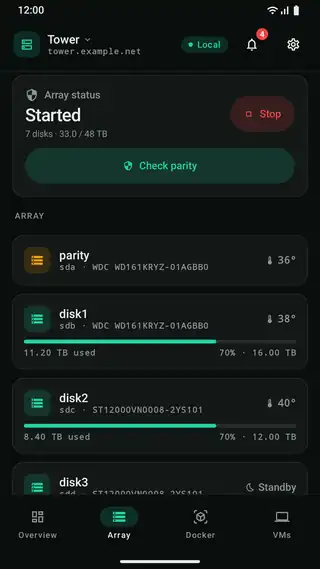 12:00
Tower
tower.example.net
Local
4
Array status
Started
7 disks · 33.0 / 48 TB
Stop
Check parity
ARRAY
parity
sda · WDC WD161KRYZ-01AGBB0
36°
disk1
sdb · WDC WD161KRYZ-01AGBB0
38°
11.20 TB used
70% · 16.00 TB
disk2
sdc · ST12000VN0008-2YS101
40°
8.40 TB used
70% · 12.00 TB
disk3
sdd · ST12000VN0008-2YS101
Standby
Overview
Array
Docker
VMs